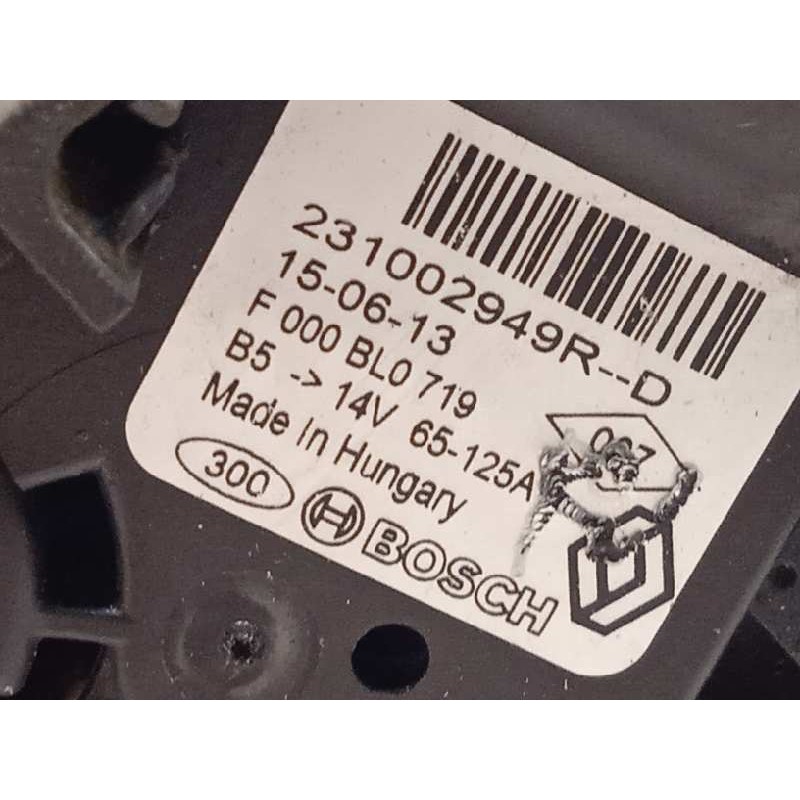 231002949R--D
15-06-13
F 000 BL0 719
B5 -> 14V 65-125A
Made In Hungary
300
BOSCH